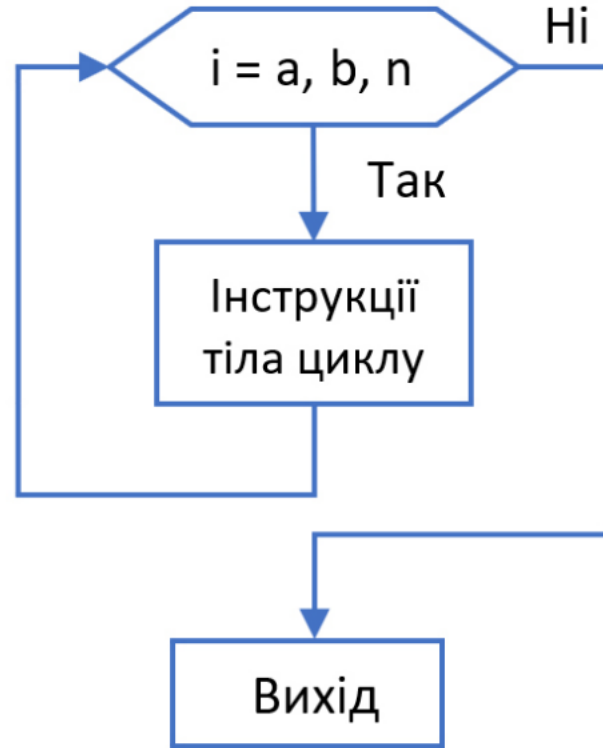 Ні
i = a, b, n
Так
Інструкції
тіла циклу
Вихід